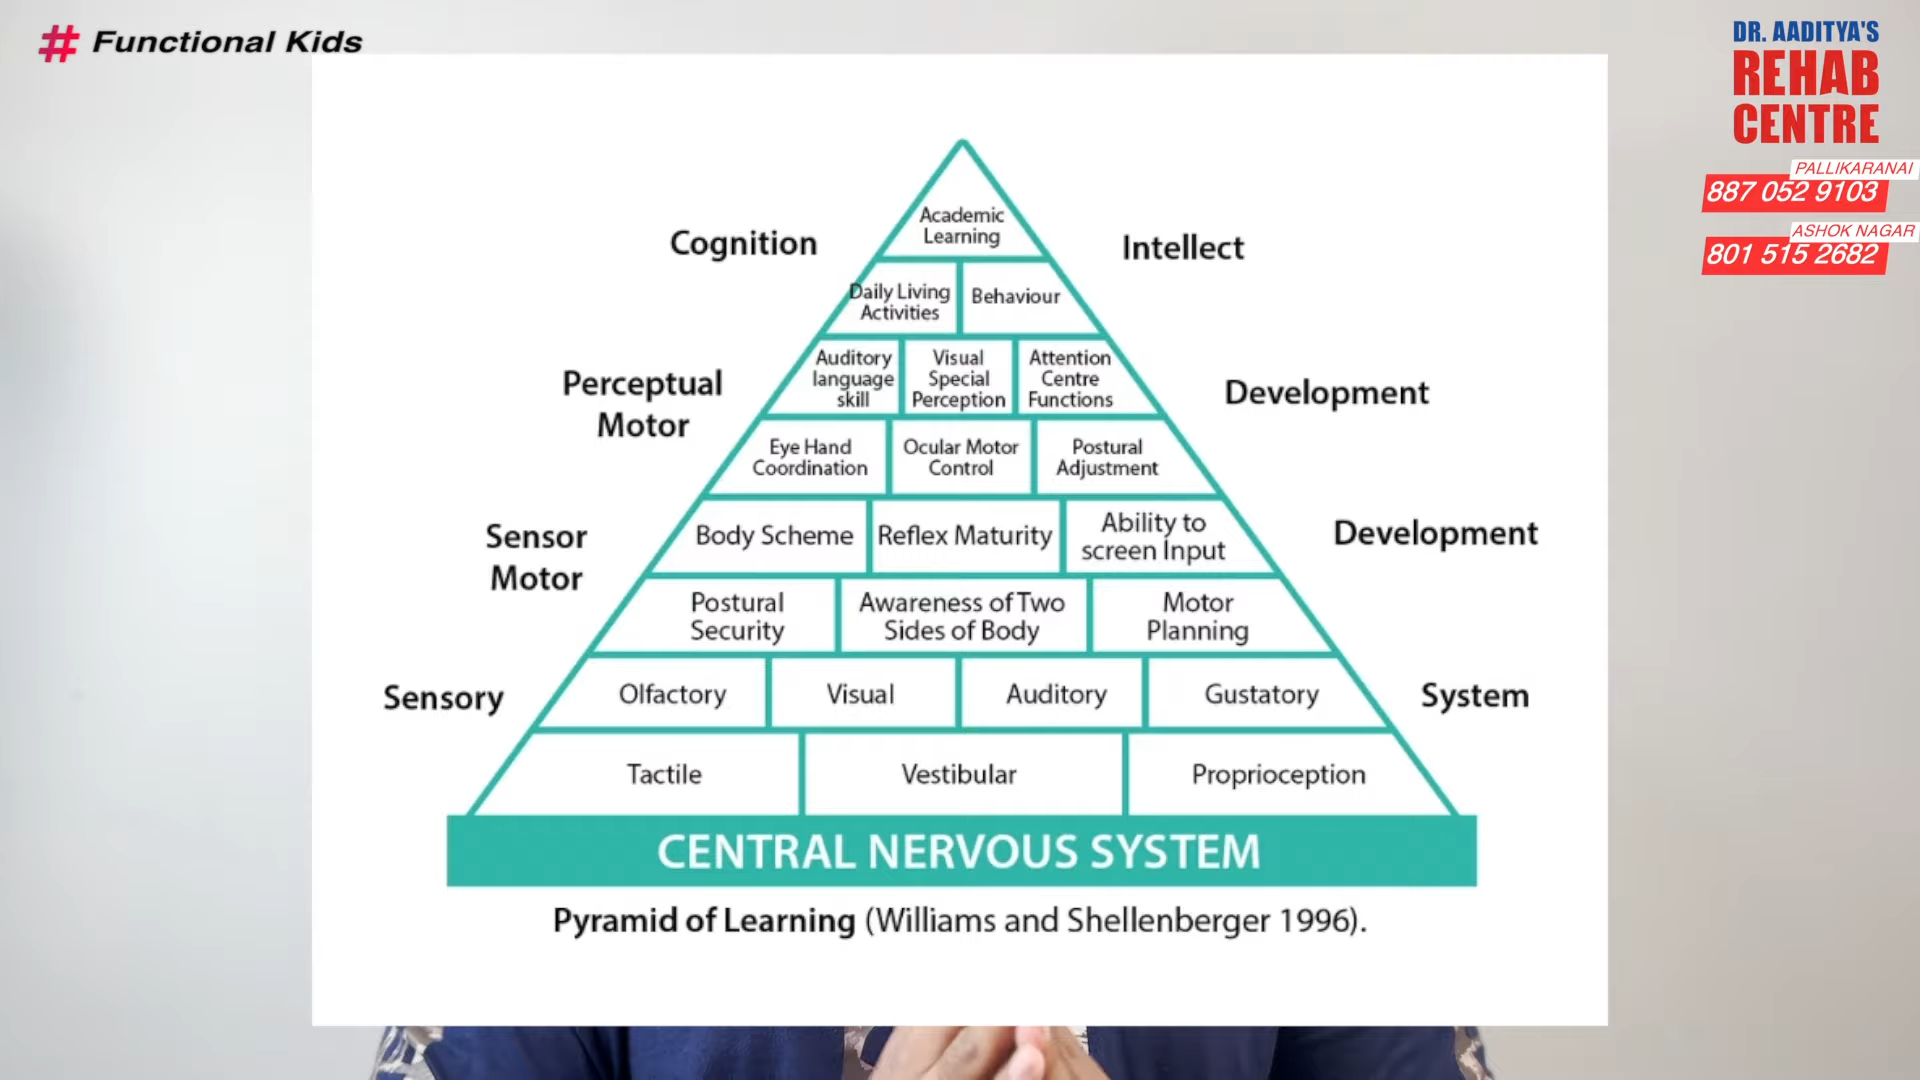 # Functional Kids
DR. AADITYA'S
REHAB
CENTRE
PALLIKARANAI
887 052 9103
ASHOK NAGAR
801 515 2682
Cognition
Intellect
Academic
Learning
Daily Living
Activities
Behaviour
Perceptual
Motor
Development
Auditory
language
skill
Visual
Special
Perception
Attention
Centre
Functions
Eye Hand
Coordination
Ocular Motor
Control
Postural
Adjustment
Sensor
Motor
Development
Body Scheme
Reflex Maturity
Ability to
screen Input
Postural
Security
Awareness of Two
Sides of Body
Motor
Planning
Sensory
System
Olfactory
Visual
Auditory
Gustatory
Tactile
Vestibular
Proprioception
CENTRAL NERVOUS SYSTEM
Pyramid of Learning (Williams and Shellenberger 1996).